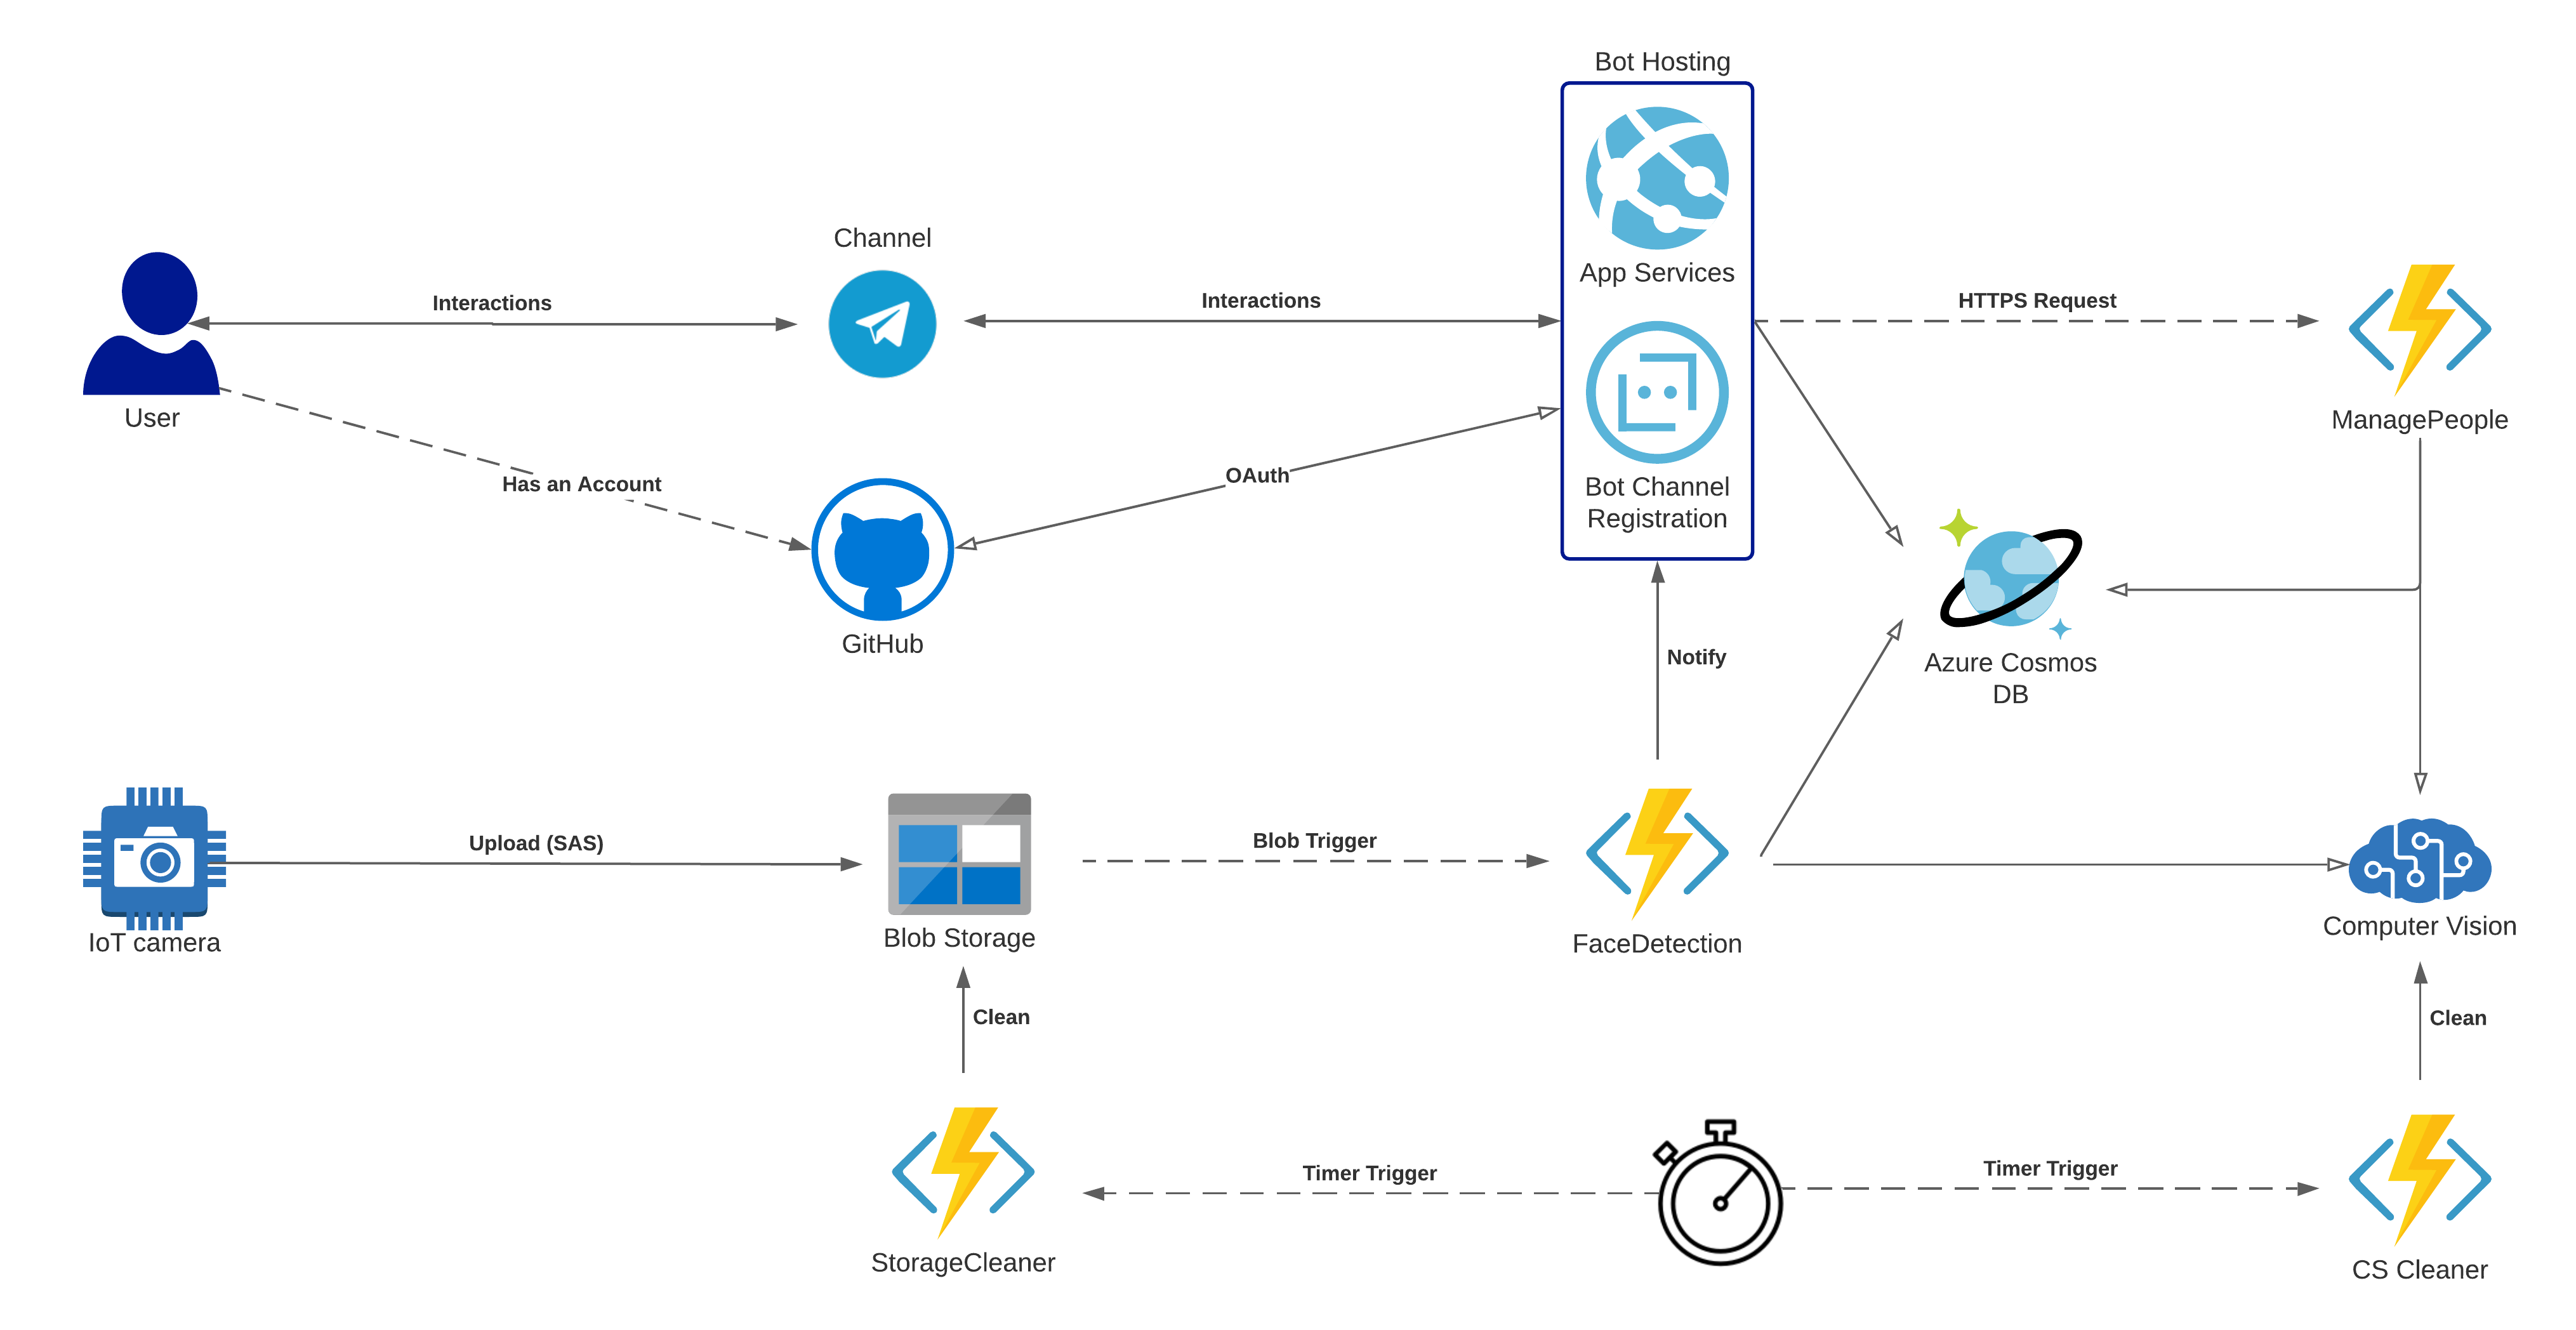 Bot Hosting
App Services
Channel
Interactions
Interactions
HTTPS Request
User
ManagePeople
Has an Account
OAuth
Bot Channel
Registration
GitHub
Notify
Azure Cosmos
DB
Upload (SAS)
Blob Trigger
IoT camera
Blob Storage
FaceDetection
Computer Vision
Clean
Clean
Timer Trigger
Timer Trigger
StorageCleaner
CS Cleaner